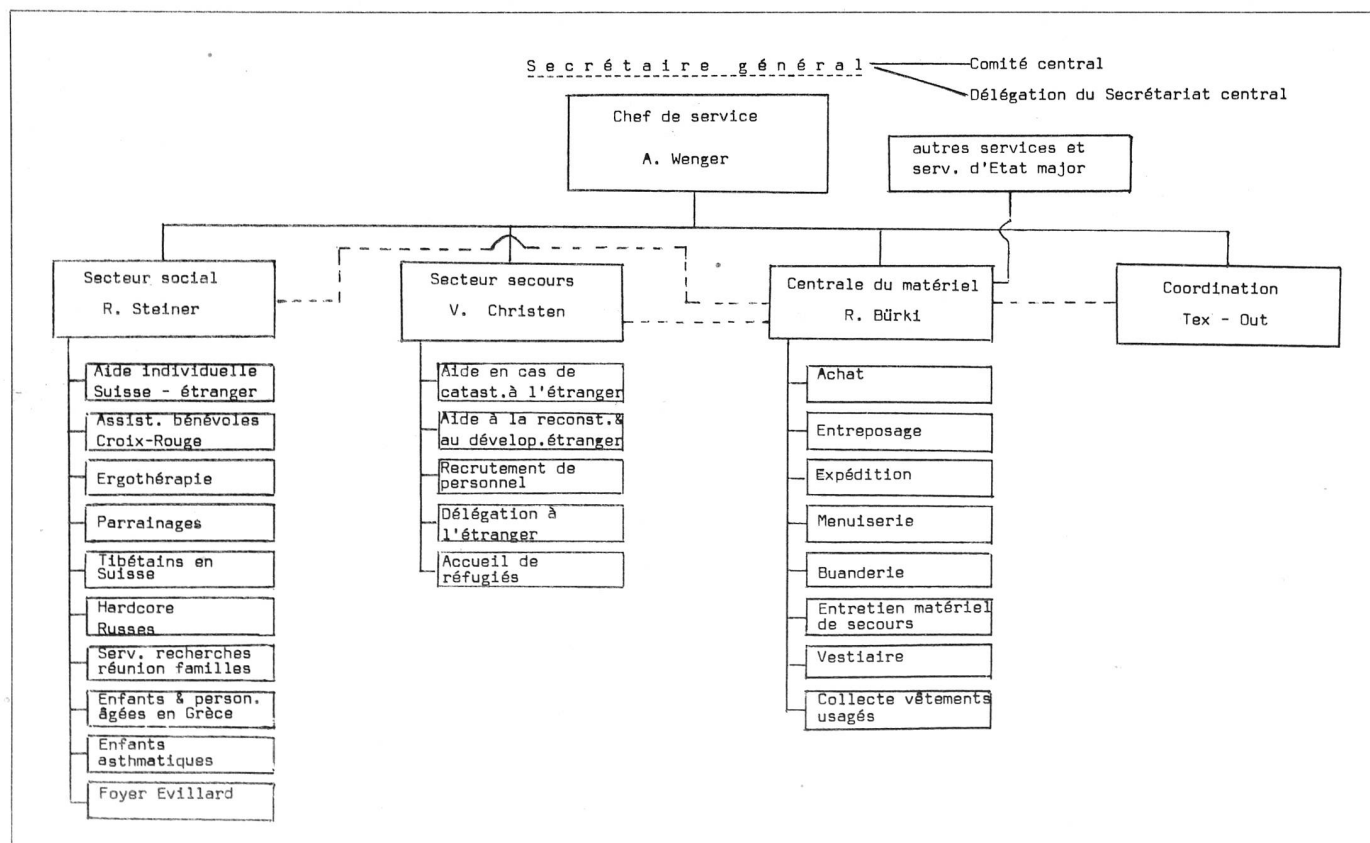 Secrétaire général
Comité central
Délégation du Secrétariat central
Chef de service
A. Wenger
autres services et
serv. d'Etat major
Secteur social
R. Steiner
Aide individuelle
Suisse - étranger
Assist. bénévoles
Croix-Rouge
Ergothérapie
Parrainages
Tibétains en
Suisse
Hardcore
Russes
Serv. recherches
réunion familles
Enfants & person.
âgées en Grèce
Enfants
asthmatiques
Foyer Evillard
Secteur secours
V. Christen
Aide en cas de
catast.à l'étranger
Aide à la reconst.&
au dévelop.étranger
Recrutement de
personnel
Délégation à
l'étranger
Accueil de
réfugiés
Centrale du matériel
R. Bürki
Achat
Entreposage
Expédition
Menuiserie
Buanderie
Entretien matériel
de secours
Vestiaire
Collecte vêtements
usagés
Coordination
Tex - Out